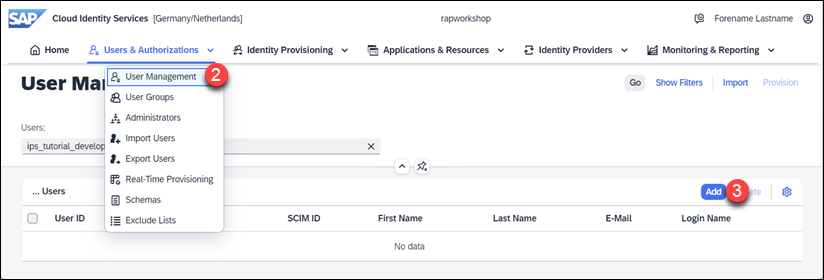 SAP Cloud Identity Services [Germany/Netherlands] rapworkshop Forename Lastname
Home Users & Authorizations Identity Provisioning Applications & Resources Identity Providers Monitoring & Reporting
User Management 2
User Ma Go Show Filters Import Provision
User Groups
Administrators
Users:
Import Users
ips_tutorial_develop
Export Users
Real-Time Provisioning
... Users Add 3 ete
Schemas
User ID SCIM ID First Name Last Name E-Mail Login Name
Exclude Lists
No data